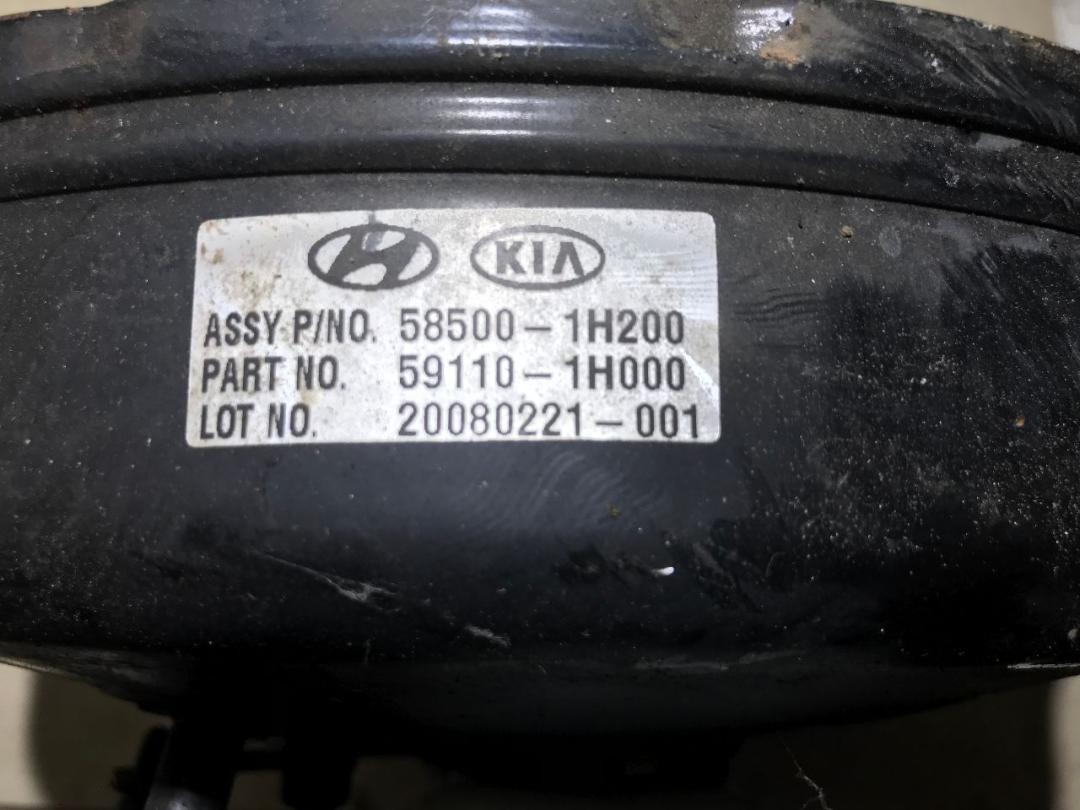 KIA
ASSY P/NO. 58500-1H200
PART NO. 59110-1H000
LOT NO. 20080221-001